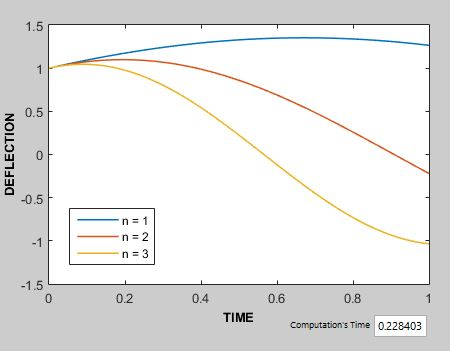 1.5
1
0.5
0
-0.5
-1
-1.5
DEFLECTION
n = 1
n = 2
n = 3
0 0.2 0.4 0.6 0.8 1
TIME
Computation's Time 0.228403